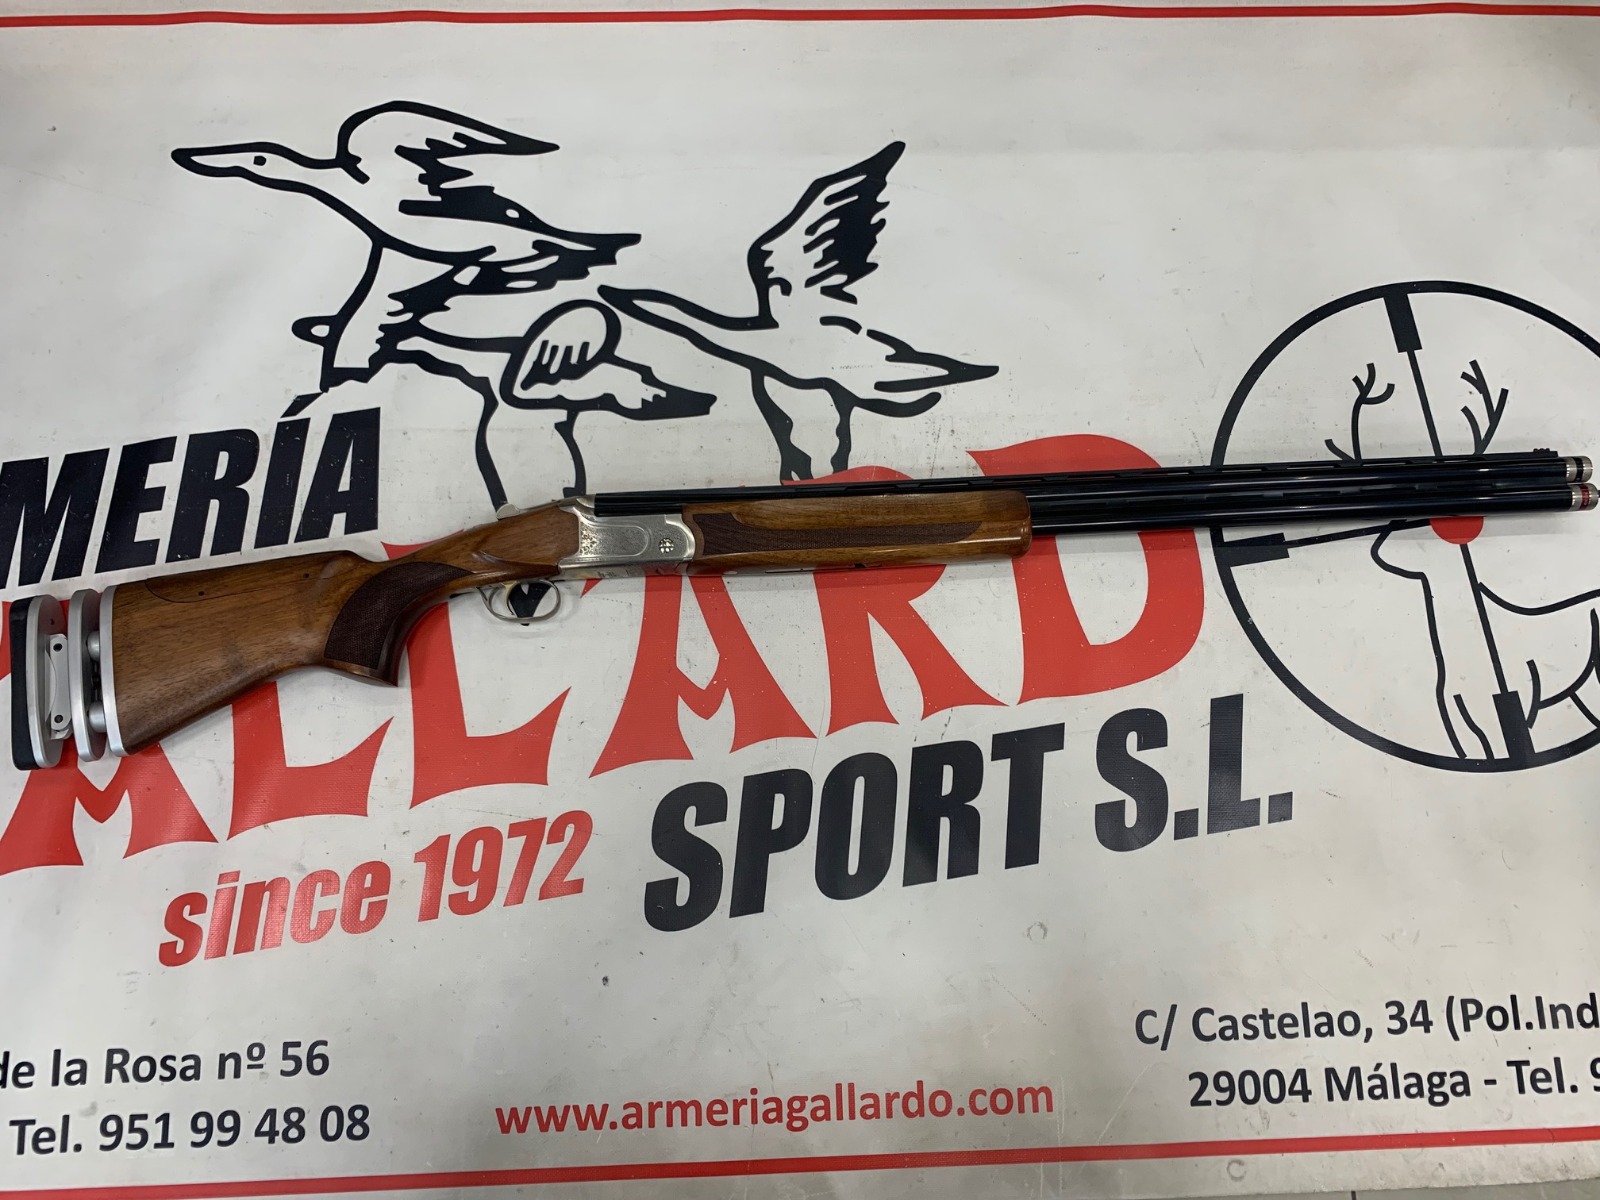 MERÍA
SPORT S.L.
since 1972
de la Rosa nº 56
Tel. 951 99 48 08
www.armeriagallardo.com
C/ Castelao, 34 (Pol.Ind
29004 Málaga - Tel. 9